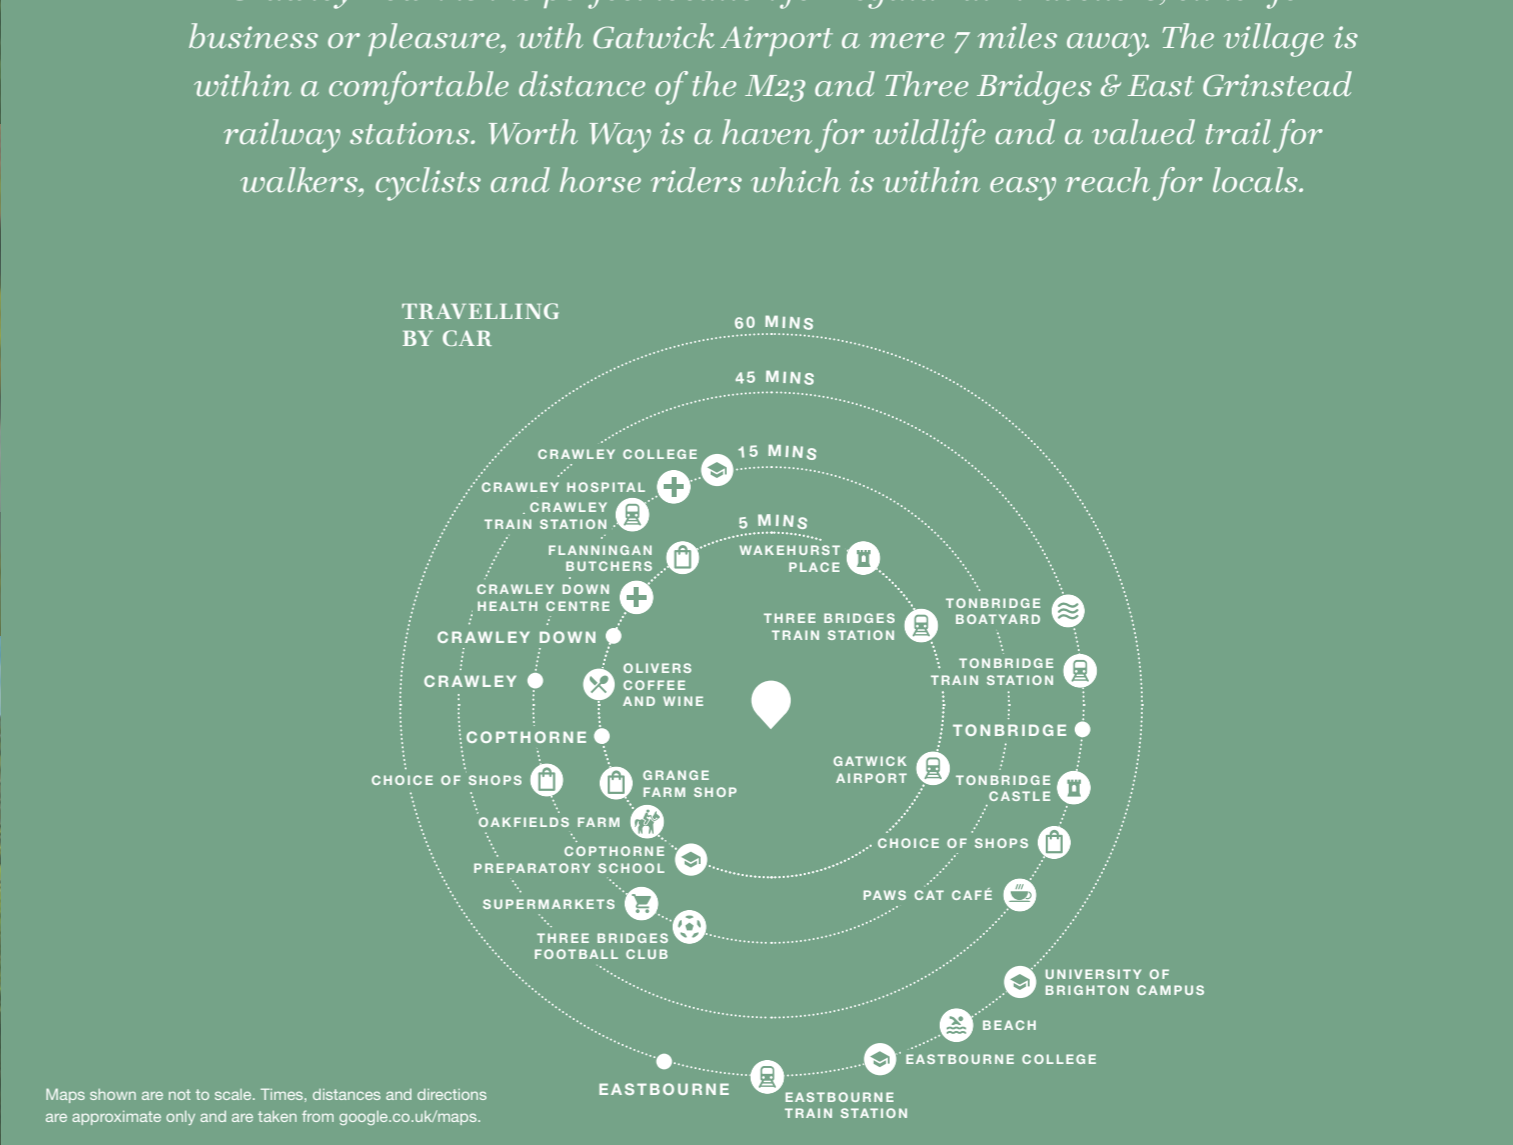 business or pleasure, with Gatwick Airport a mere 7 miles away. The village is
within a comfortable distance of the M23 and Three Bridges & East Grinstead
railway stations. Worth Way is a haven for wildlife and a valued trail for
walkers, cyclists and horse riders which is within easy reach for locals.
TRAVELLING
BY CAR
60 MINS
45 MINS
15 MINS
CRAWLEY COLLEGE
CRAWLEY HOSPITAL
CRAWLEY
TRAIN STATION
5 MINS
FLANNINGAN
BUTCHERS
WAKEHURST
PLACE
CRAWLEY DOWN
HEALTH CENTRE
THREE BRIDGES
TRAIN STATION
TONBRIDGE
BOATYARD
CRAWLEY DOWN
OLIVERS
COFFEE
AND WINE
TONBRIDGE
TRAIN STATION
CRAWLEY
COPTHORNE
TONBRIDGE
CHOICE OF SHOPS
GRANGE
FARM SHOP
GATWICK
AIRPORT
TONBRIDGE
CASTLE
OAKFIELDS FARM
COPTHORNE
PREPARATORY SCHOOL
CHOICE OF SHOPS
SUPERMARKETS
PAWS CAT CAFÉ
THREE BRIDGES
FOOTBALL CLUB
UNIVERSITY OF
BRIGHTON CAMPUS
BEACH
EASTBOURNE COLLEGE
EASTBOURNE
EASTBOURNE
TRAIN STATION
Maps shown are not to scale. Times, distances and directions
are approximate only and are taken from google.co.uk/maps.